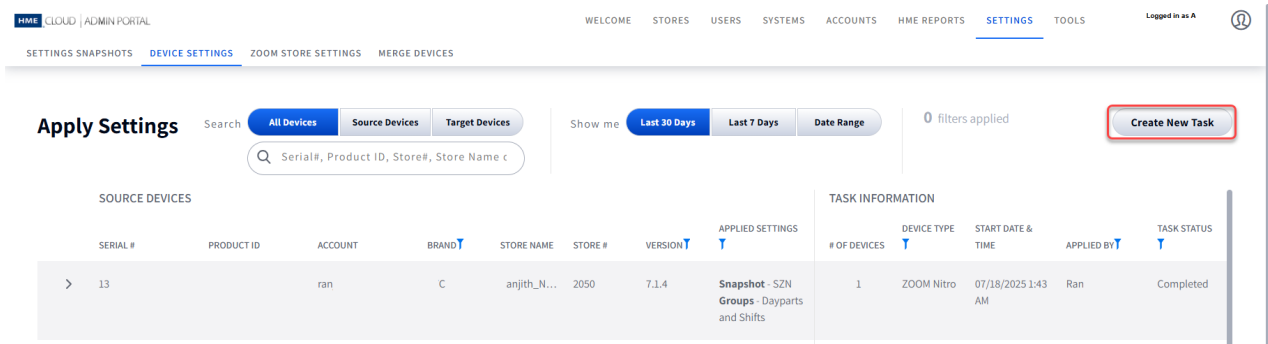 HME CLOUD | ADMIN PORTAL
WELCOME STORES USERS SYSTEMS ACCOUNTS HME REPORTS SETTINGS TOOLS Logged in as A
SETTINGS SNAPSHOTS DEVICE SETTINGS ZOOM STORE SETTINGS MERGE DEVICES
Apply Settings Search All Devices Source Devices Target Devices Show me Last 30 Days Last 7 Days Date Range 0 filters applied Create New Task
Serial#, Product ID, Store#, Store Name c
SOURCE DEVICES TASK INFORMATION
SERIAL # PRODUCT ID ACCOUNT BRAND STORE NAME STORE # VERSION APPLIED SETTINGS # OF DEVICES DEVICE TYPE START DATE & TIME APPLIED BY TASK STATUS
13 ran C anjith_N... 2050 7.1.4 Snapshot - SZN 1 ZOOM Nitro 07/18/2025 1:43 Ran Completed
Groups - Dayparts AM
and Shifts